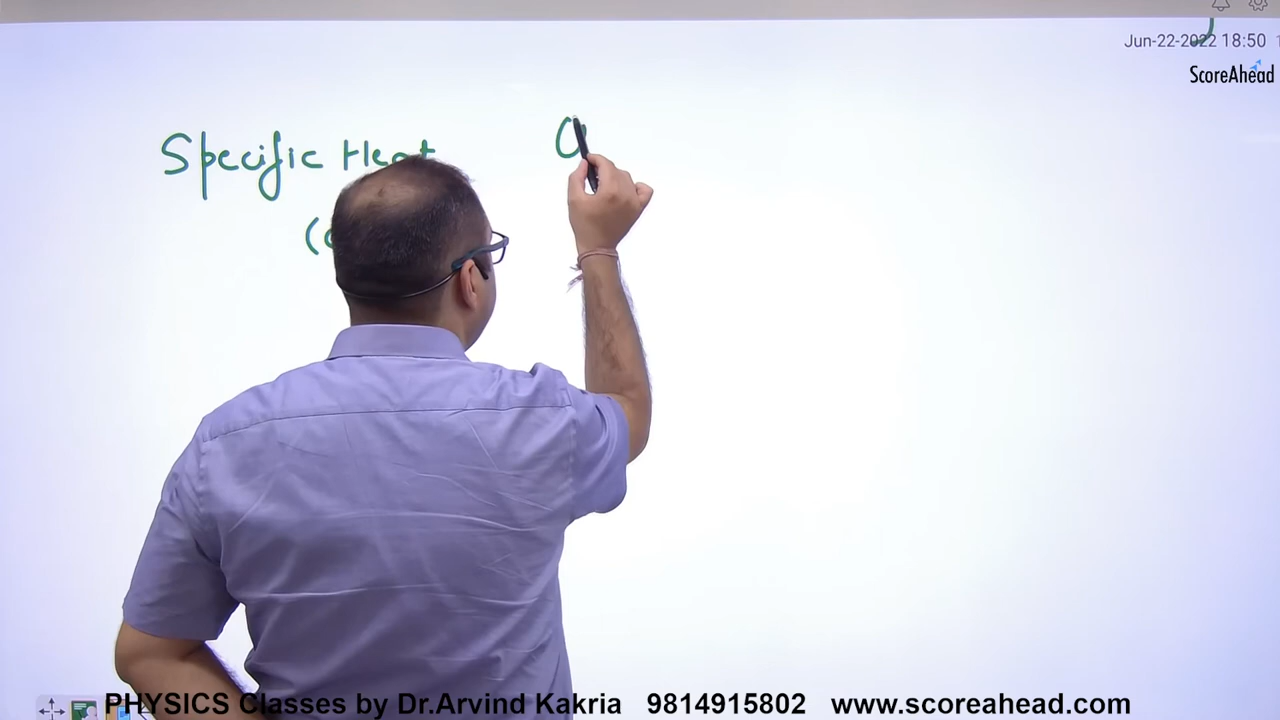 Jun-22-2022 18:50
ScoreAhead
Specific Heat
PHYSICS Classes by Dr.Arvind Kakria 9814915802 www.scoreahead.com